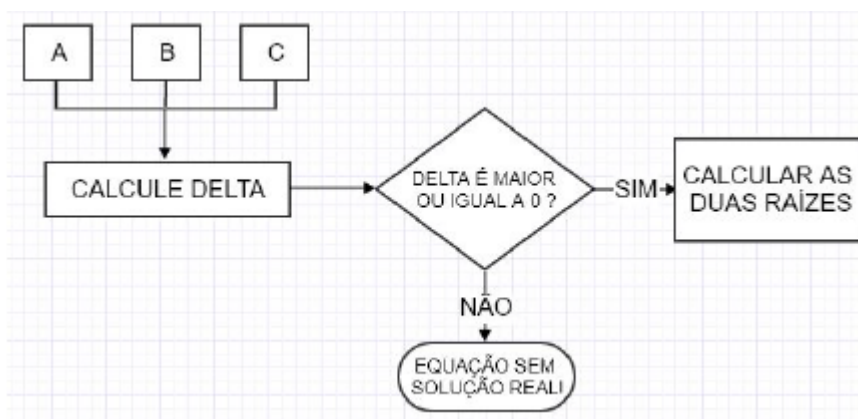 A
B
C
CALCULE DELTA
DELTA É MAIOR
OU IGUAL A 0 ?
SIM
CALCULAR AS
DUAS RAÍZES
NÃO
EQUAÇÃO SEM
SOLUÇÃO REAL!